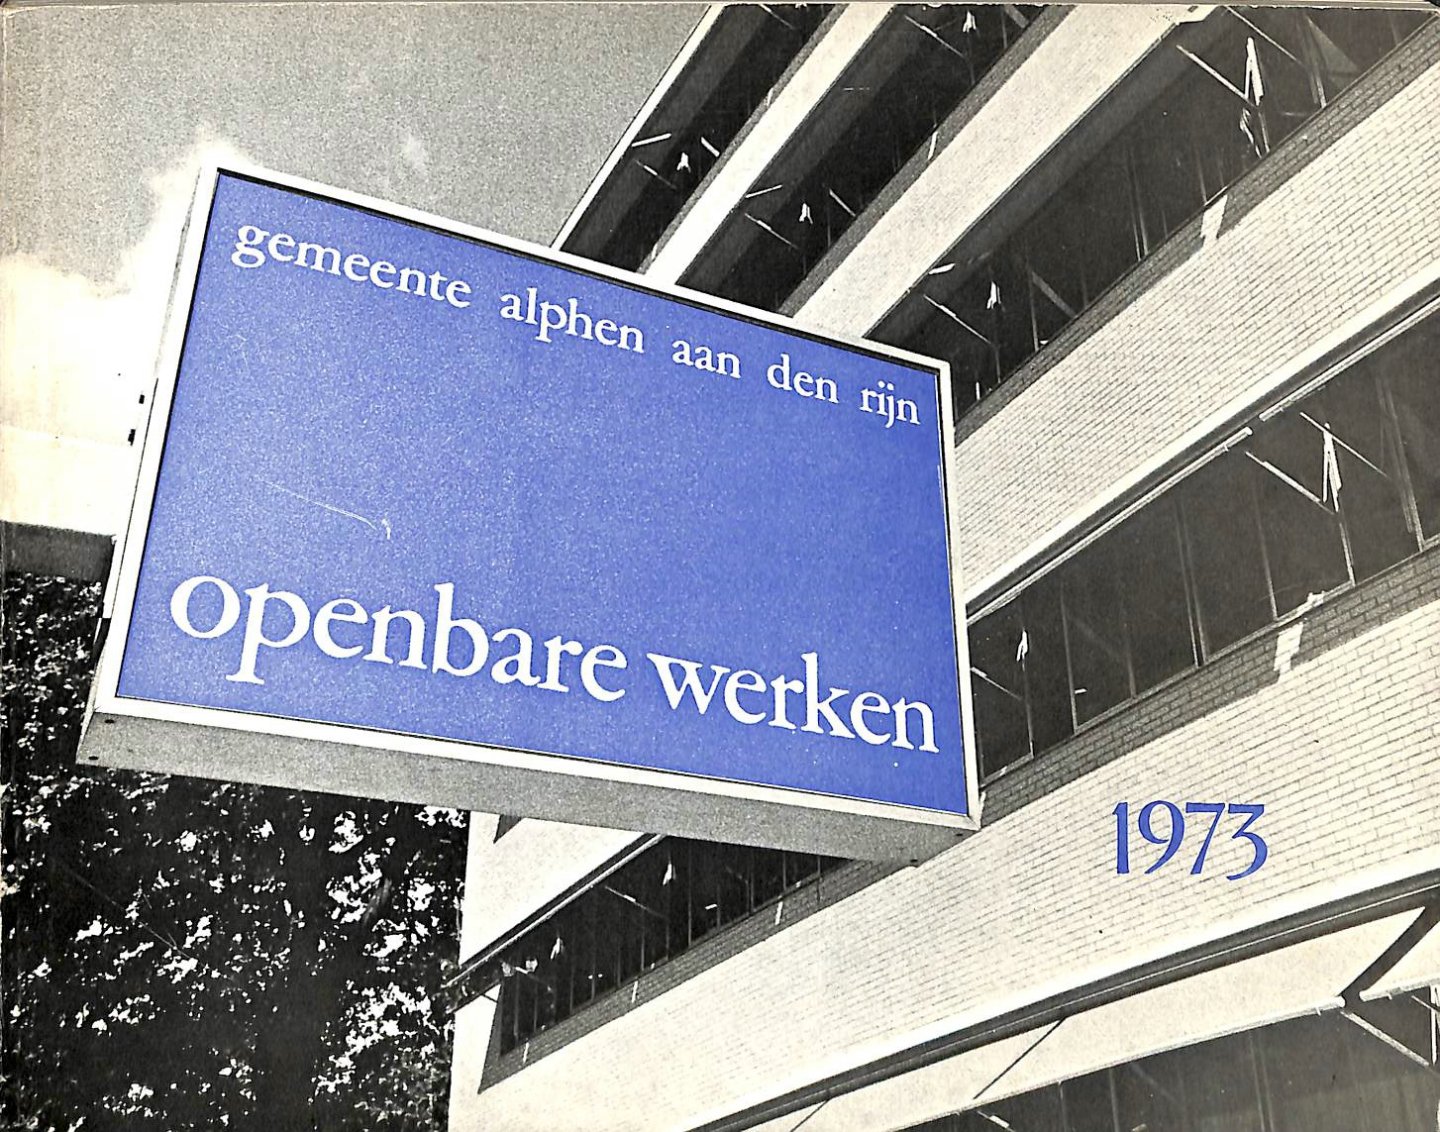 gemeente alphen aan den rijn
openbare werken
1973